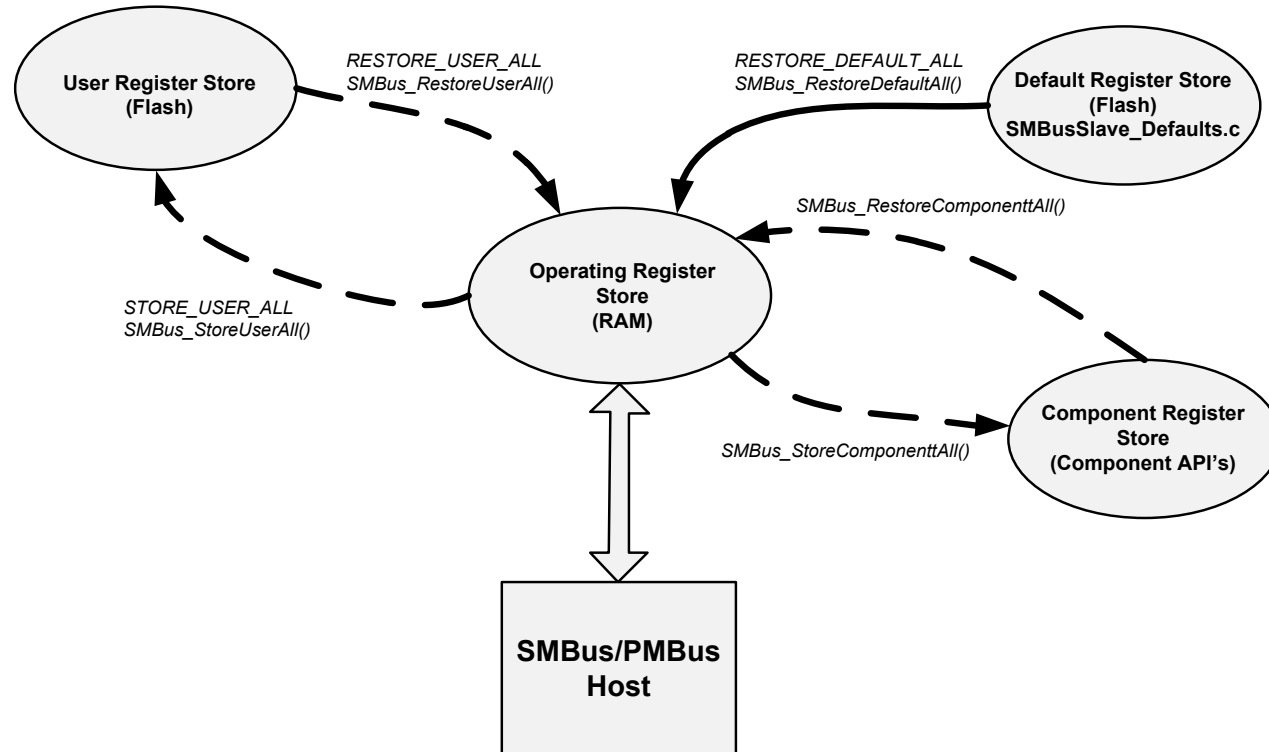 RESTORE_USER_ALL
SMBus_RestoreUserAll()
RESTORE_DEFAULT_ALL
SMBus_RestoreDefaultAll()
User Register Store
(Flash)
Default Register Store
(Flash)
SMBusSlave_Defaults.c
SMBus_RestoreComponenttAll()
Operating Register
Store
(RAM)
STORE_USER_ALL
SMBus_StoreUserAll()
Component Register
Store
(Component API's)
SMBus_StoreComponenttAll()
SMBus/PMBus
Host